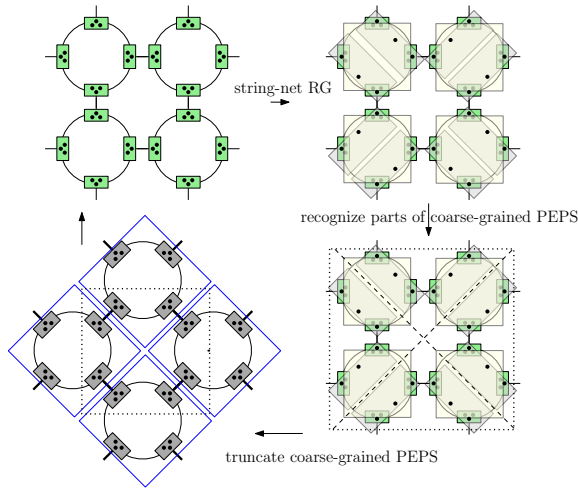 string-net RG
recognize parts of coarse-grained PEPS
truncate coarse-grained PEPS